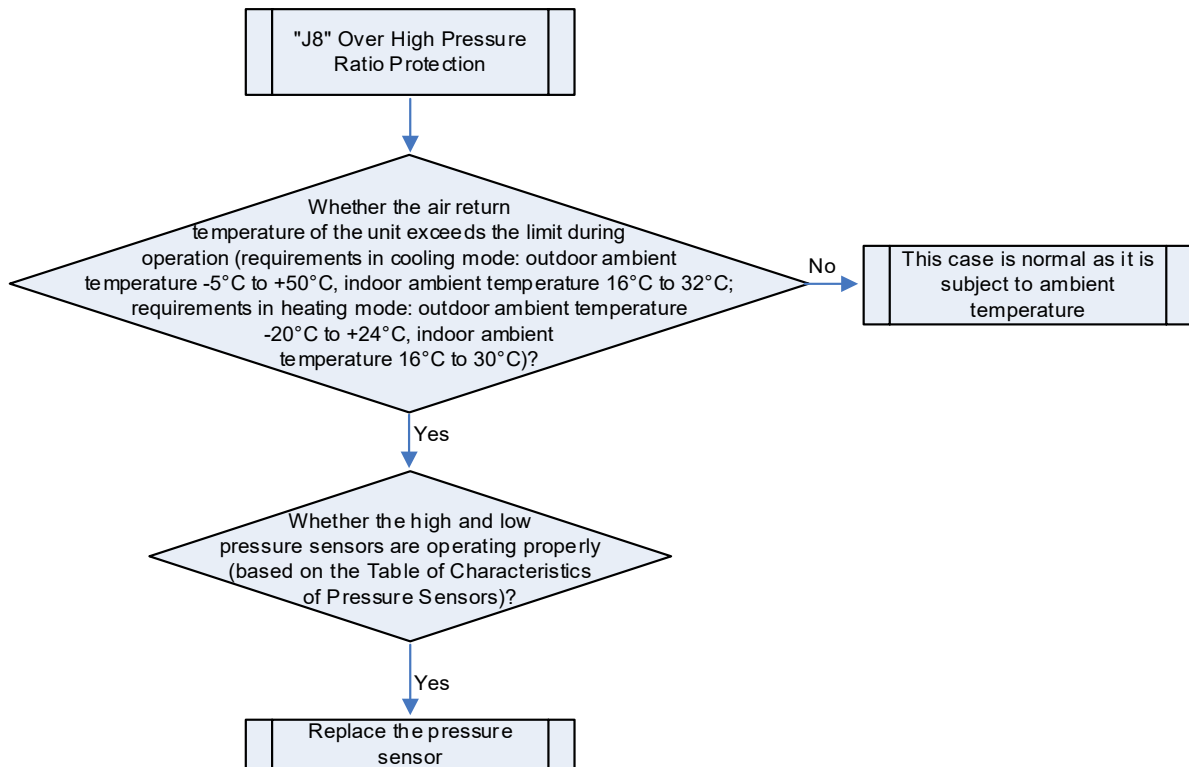 "J8" Over High Pressure
Ratio Protection
Whether the air return
temperature of the unit exceeds the limit during
operation (requirements in cooling mode: outdoor ambient
temperature -5°C to +50°C, indoor ambient temperature 16°C to 32°C;
requirements in heating mode: outdoor ambient temperature
-20°C to +24°C, indoor ambient
temperature 16°C to 30°C)?
No
This case is normal as it is
subject to ambient
temperature
Yes
Whether the high and low
pressure sensors are operating properly
(based on the Table of Characteristics
of Pressure Sensors)?
Yes
Replace the pressure
sensor